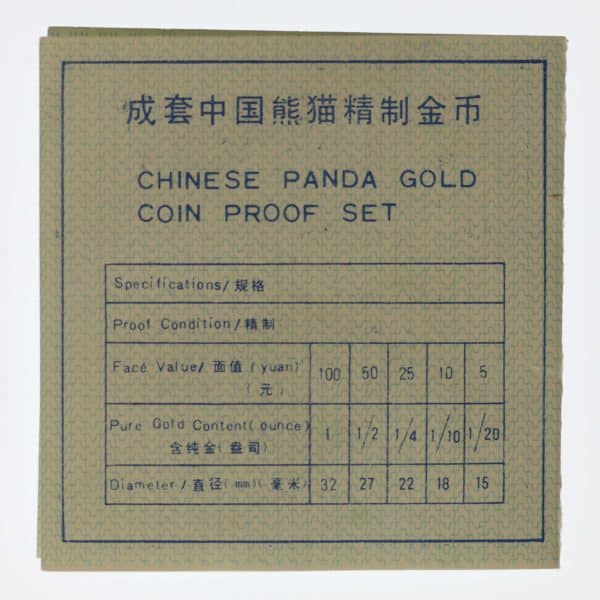 成套中国熊猫精制金币
CHINESE PANDA GOLD
COIN PROOF SET
Specifications/规格
Proof Condition/精制
Face Value/ 面值 (yuan) 100 50 25 10 5
(元)
Pure Gold Content(ounce) 1 1/2 1/4 1/10 1/20
含纯金(盎司)
Diameter/直径(mm)(毫米) 32 27 22 18 15